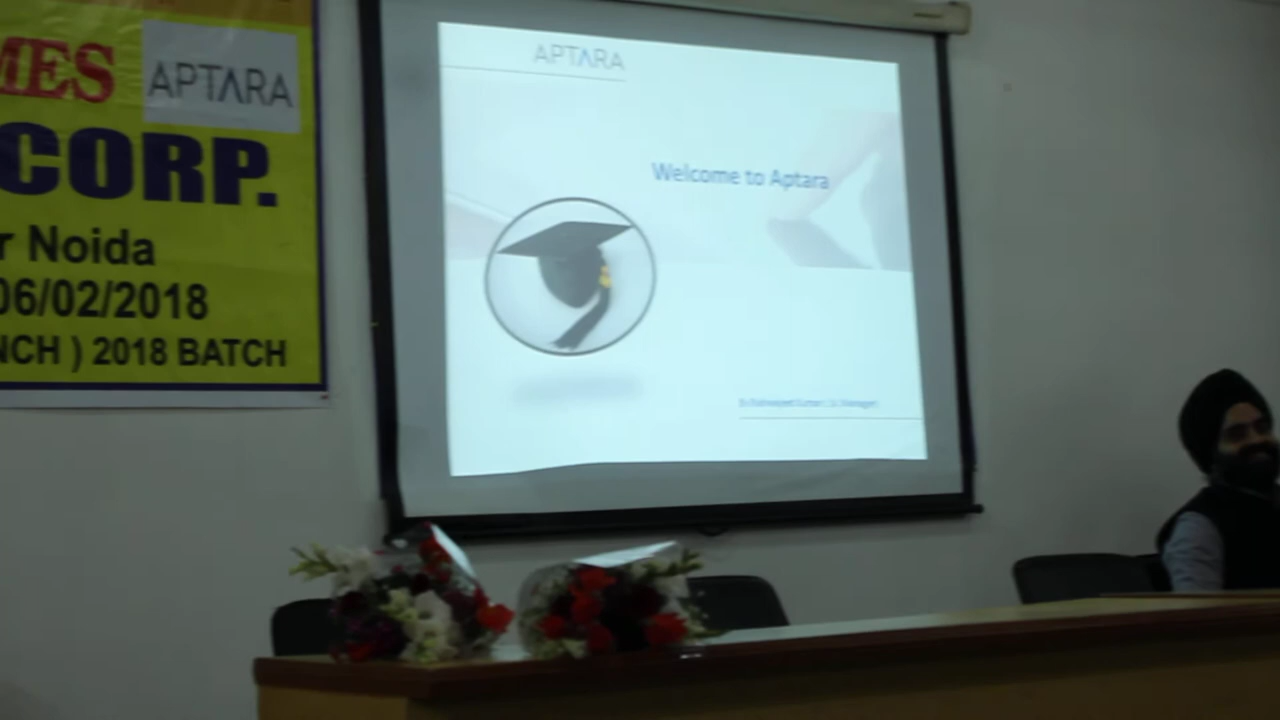 MES APTARA
CORP.
r Noida
06/02/2018
NCH ) 2018 BATCH
APTARA
Welcome to Aptara